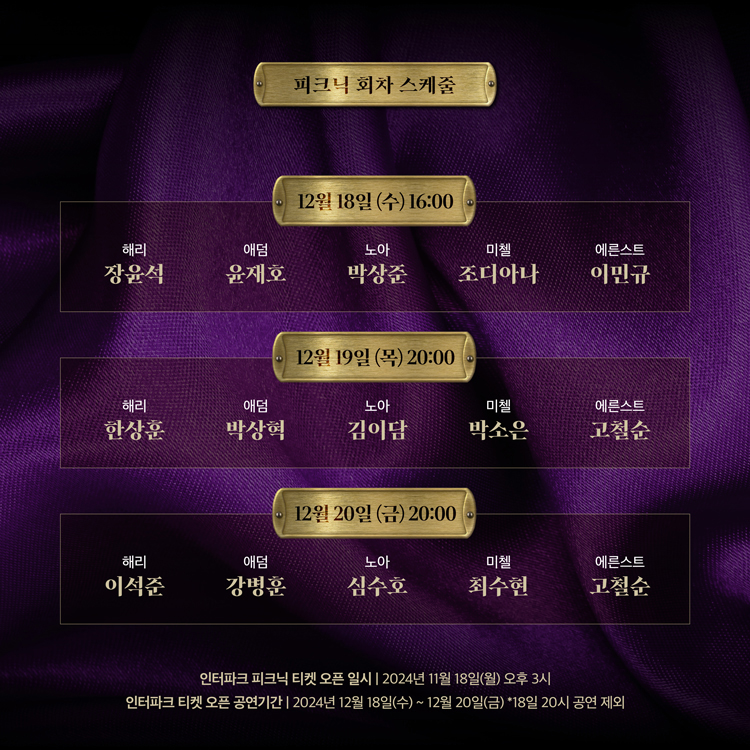 피크닉 회차 스케줄
12월 18일 (수) 16:00
해리 애덤 노아 미첼 에른스트
장윤석 윤재호 박상준 조디아나 이민규
12월 19일 (목) 20:00
해리 애덤 노아 미첼 에른스트
한상훈 박상혁 김이담 박소은 고철순
12월 20일 (금) 20:00
해리 애덤 노아 미첼 에른스트
이석준 강병훈 심수호 최수현 고철순
인터파크 피크닉 티켓 오픈 일시 | 2024년 11월 18일(월) 오후 3시
인터파크 티켓 오픈 공연기간 | 2024년 12월 18일(수) ~ 12월 20일(금) *18일 20시 공연 제외